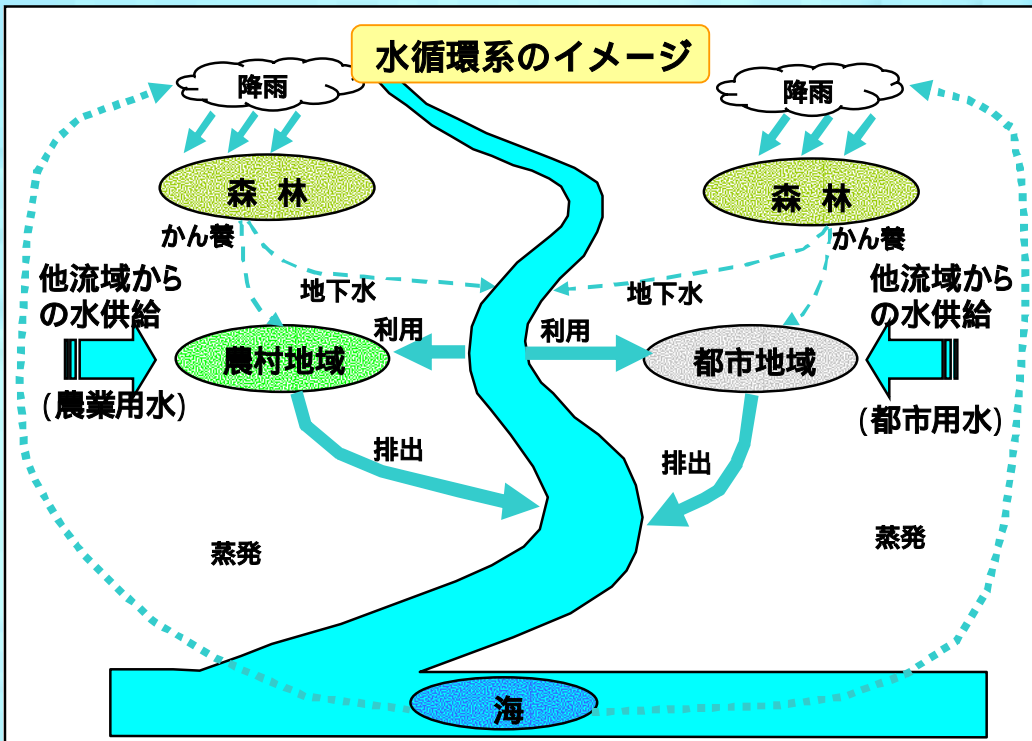 水循環系のイメージ
降雨
降雨
森 林
森 林
かん養
かん養
他流域から
の水供給
地下水
地下水
他流域から
の水供給
利用
利用
農村地域
都市地域
(農業用水)
(都市用水)
排出
排出
蒸発
蒸発
海